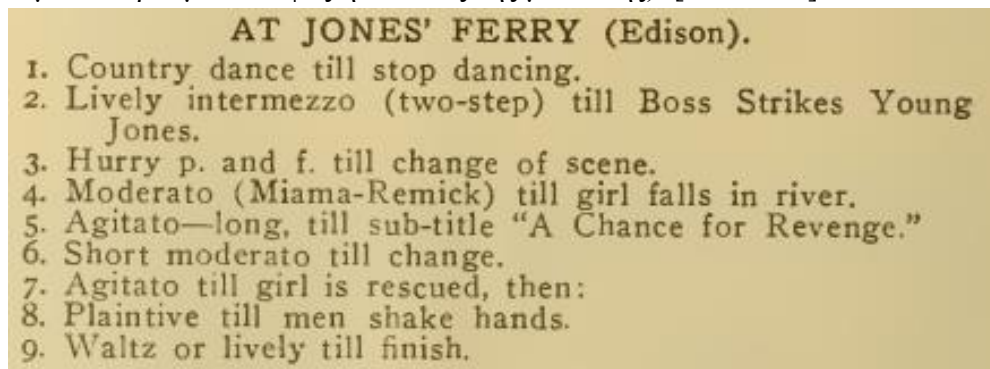 AT JONES' FERRY (Edison).
1. Country dance till stop dancing.
2. Lively intermezzo (two-step) till Boss Strikes Young
Jones.
3. Hurry p. and f. till change of scene.
4. Moderato (Miama-Remick) till girl falls in river.
5. Agitato—long, till sub-title “A Chance for Revenge.”
6. Short moderato till change.
7. Agitato till girl is rescued, then:
8. Plaintive till men shake hands.
9. Waltz or lively till finish.